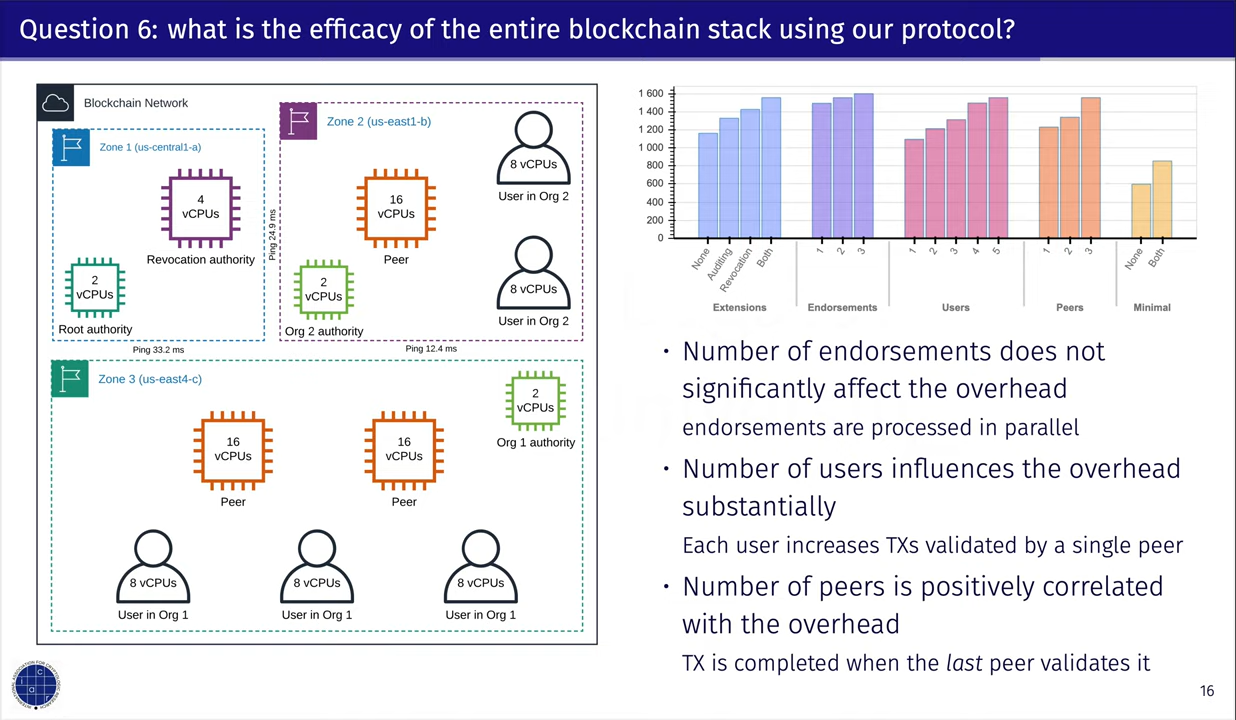 Question 6: what is the efficacy of the entire blockchain stack using our protocol?
Blockchain Network
Zone 1 (us-central1-a)
4
vCPUs
Revocation authority
2
vCPUs
Root authority
Ping 24.9 ms
Zone 2 (us-east1-b)
16
vCPUs
Peer
2
vCPUs
Org 2 authority
8 vCPUs
User in Org 2
8 vCPUs
User in Org 2
Ping 33.2 ms
Ping 12.4 ms
Zone 3 (us-east4-c)
2
vCPUs
Org 1 authority
16
vCPUs
Peer
16
vCPUs
Peer
8 vCPUs
User in Org 1
8 vCPUs
User in Org 1
8 vCPUs
User in Org 1
1 600
1 400
1 200
1 000
800
600
400
200
0
None
Auditing
Revocation
Both
1
2
3
1
2
3
4
5
1
2
3
None
Both
Extensions
Endorsements
Users
Peers
Minimal
• Number of endorsements does not
significantly affect the overhead
endorsements are processed in parallel
• Number of users influences the overhead
substantially
Each user increases TXs validated by a single peer
• Number of peers is positively correlated
with the overhead
TX is completed when the last peer validates it
16